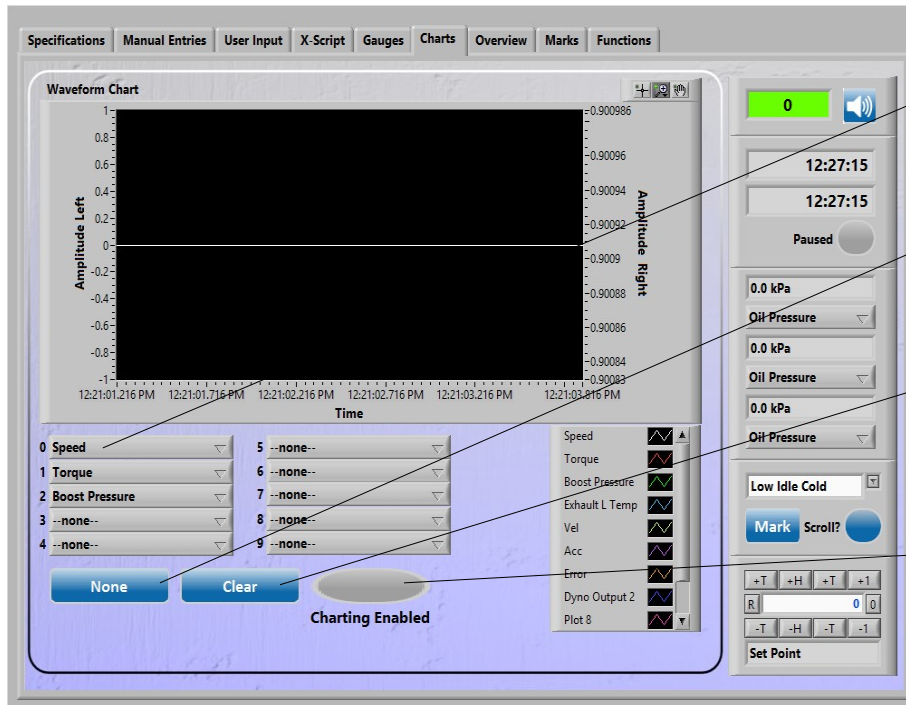 Specifications Manual Entries User Input X-Script Gauges Charts Overview Marks Functions
Waveform Chart
1
0.8
0.6
0.4
0.2
0
-0.2
-0.4
-0.6
-0.8
-1
Amplitude Left
-0.900986
-0.90096
-0.90094
-0.90092
-0.9009
-0.90088
-0.90086
-0.90084
-0.90083
Amplitude Right
12:21:01.216 PM 12:21:01.716 PM 12:21:02.216 PM 12:21:02.716 PM 12:21:03.216 PM 12:21:03.816 PM
Time
0 Speed
1 Torque
2 Boost Pressure
3 --none--
4 --none--
5 --none--
6 --none--
7 --none--
8 --none--
9 --none--
None Clear
Charting Enabled
Speed
Torque
Boost Pressure
Exhault L Temp
Vel
Acc
Error
Dyno Output 2
Plot 8
0
12:27:15
12:27:15
Paused
0.0 kPa
Oil Pressure
0.0 kPa
Oil Pressure
0.0 kPa
Oil Pressure
Low Idle Cold
Mark Scroll?
+T +H +T +1
R 0 0
-T -H -T -1
Set Point